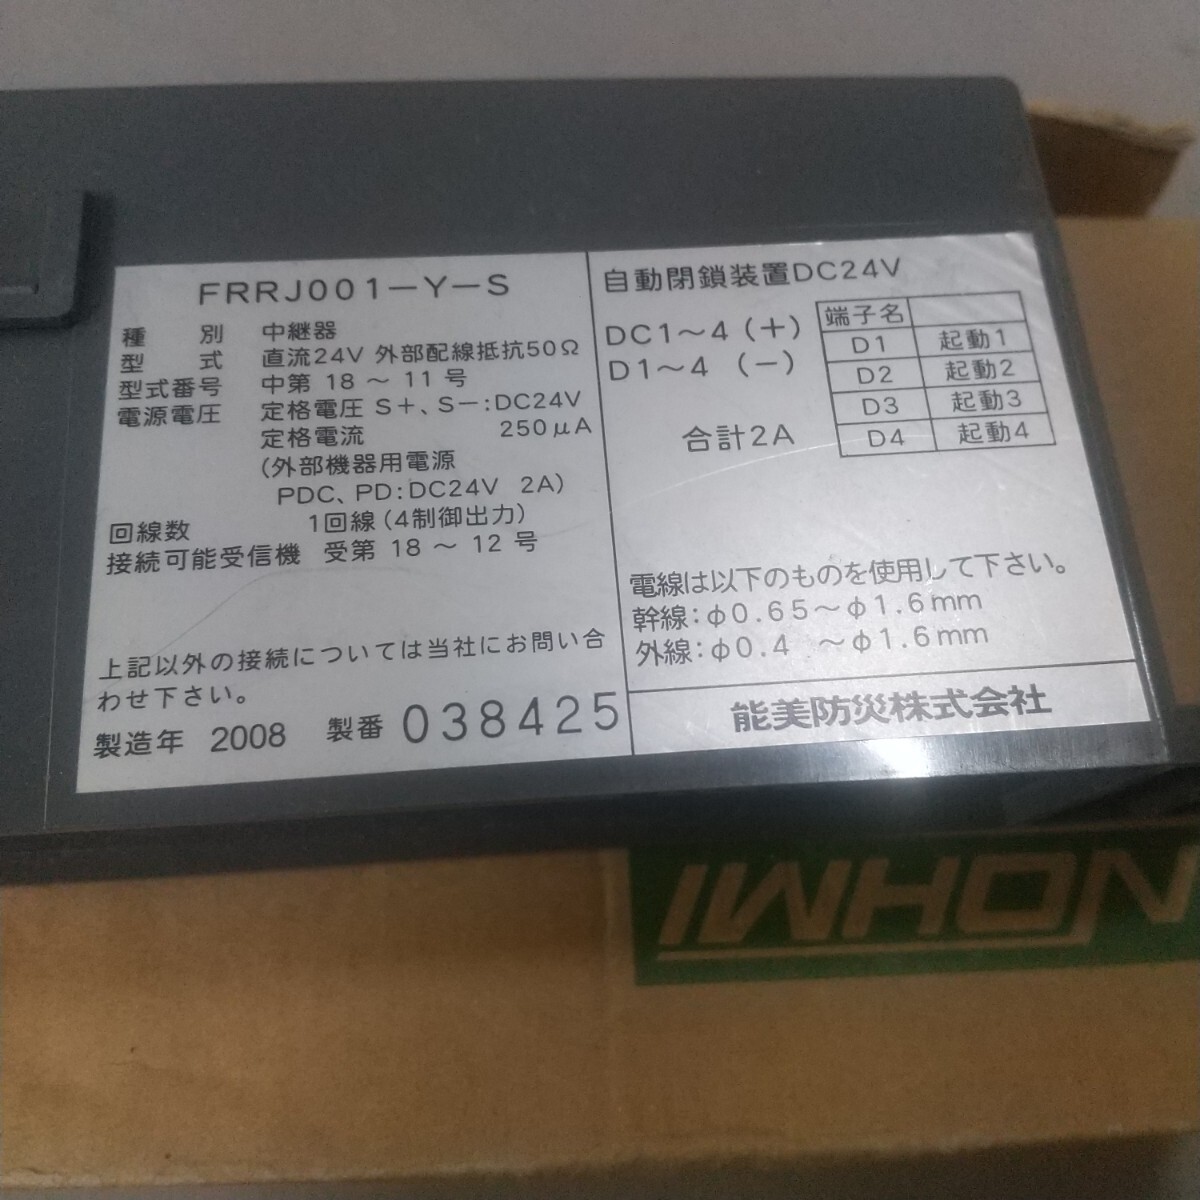 FRRJ001-Y-S
種 別 中継器
型 式 直流24V 外部配線抵抗50Ω
型式番号 中第 18 ~ 11 号
電源電圧 定格電圧 S+、S-:DC24V
定格電流 250μA
(外部機器用電源
PDC、PD:DC24V 2A)
回線数 1回線(4制御出力)
接続可能受信機 受第 18 ~ 12 号
上記以外の接続については当社にお問い合
わせ下さい。
製造年 2008 製番 038425
自動閉鎖装置DC24V
DC1~4 (+)
D1~4 (-)
合計2A
端子名
D1 起動1
D2 起動2
D3 起動3
D4 起動4
電線は以下のものを使用して下さい。
幹線:φ0.65~φ1.6mm
外線:φ0.4 ~φ1.6mm
能美防災株式会社
NOHMI